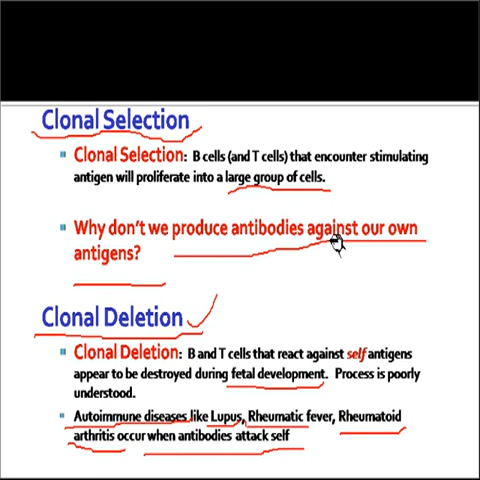 Clonal Selection
Clonal Selection: B cells (and T cells) that encounter stimulating
antigen will proliferate into a large group of cells.
Why don't we produce antibodies against our own
antigens?
Clonal Deletion
Clonal Deletion: B and T cells that react against self antigens
appear to be destroyed during fetal development. Process is poorly
understood.
Autoimmune diseases like Lupus, Rheumatic fever, Rheumatoid
arthritis occur when antibodies attack self